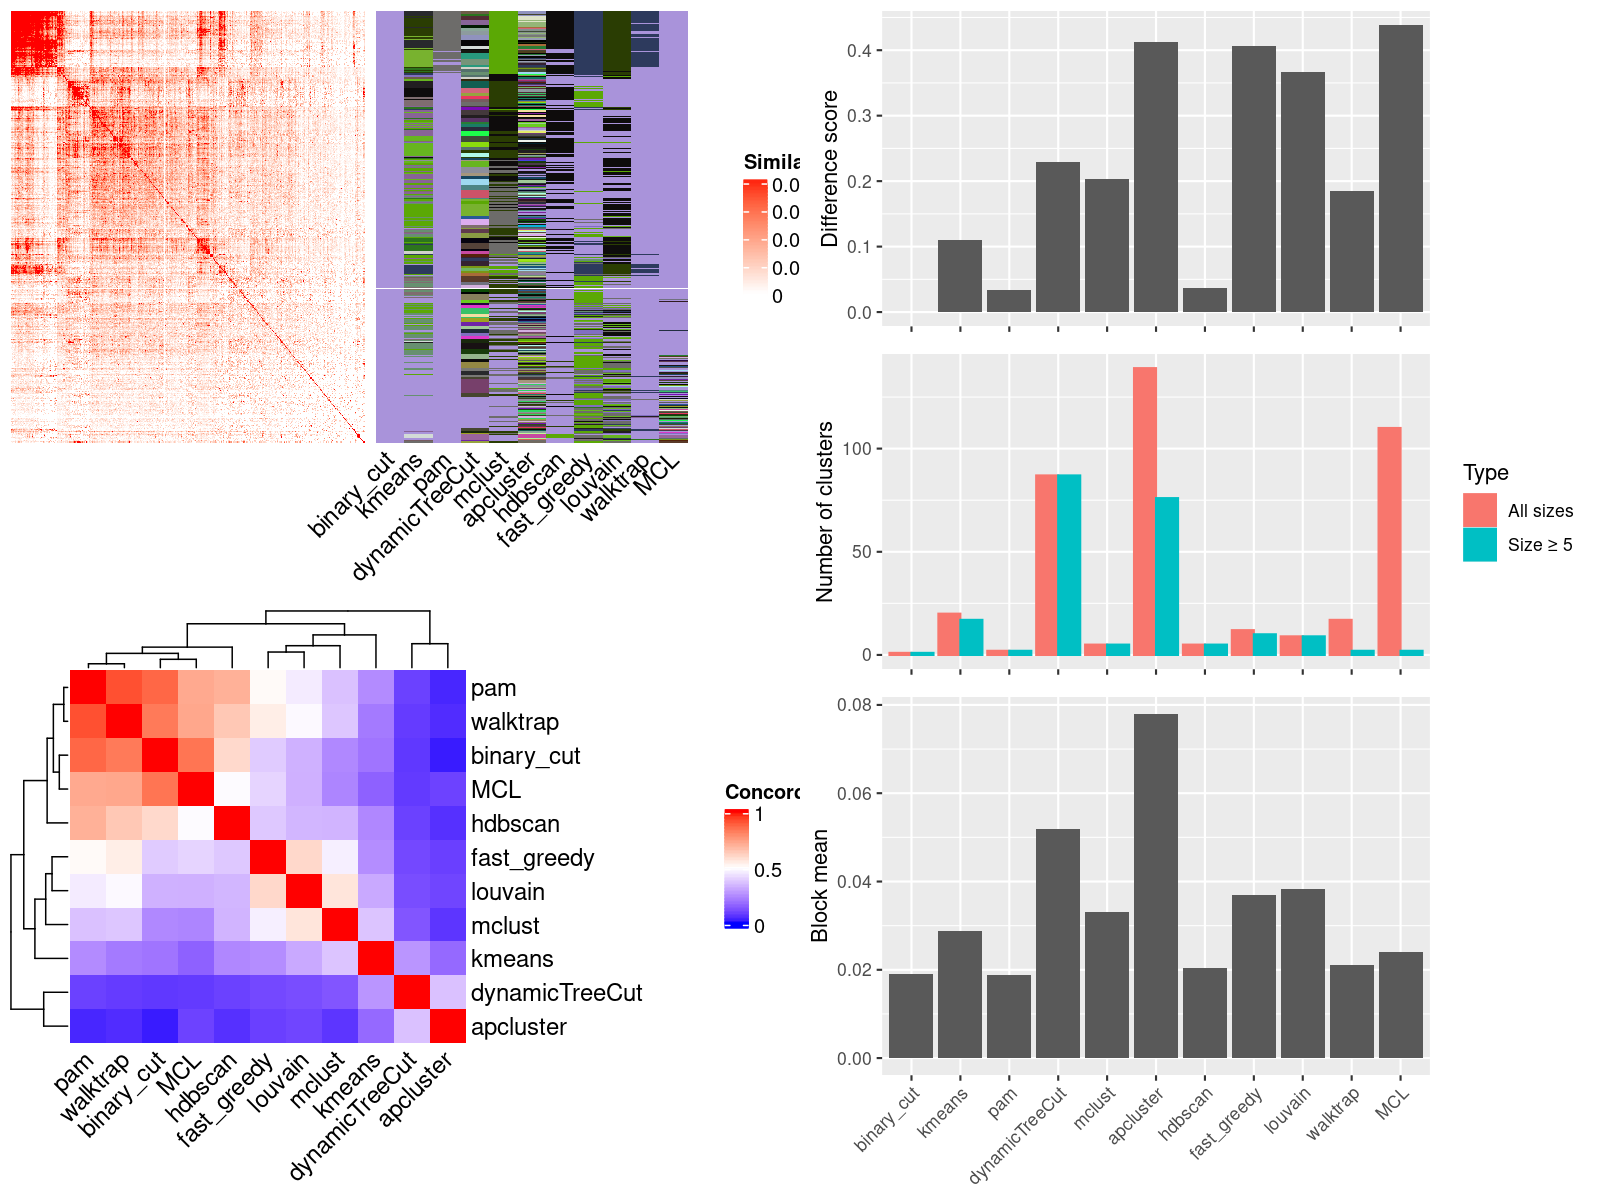 Simila
0.0
0.0
0.0
0.0
0
binary_cut
kmeans
pam
dynamicTreeCut
mclust
apcluster
hdbscan
fast_greedy
louvain
walktrap
MCL
pam
walktrap
binary_cut
MCL
hdbscan
fast_greedy
louvain
mclust
kmeans
dynamicTreeCut
apcluster
pam
walktrap
binary_cut
MCL
hdbscan
fast_greedy
louvain
mclust
kmeans
dynamicTreeCut
apcluster
Concord
1
0.5
0
Difference score
0.4
0.3
0.2
0.1
0.0
Number of clusters
100
50
0
Type
All sizes
Size ≥ 5
Block mean
0.08
0.06
0.04
0.02
0.00
binary_cut
kmeans
pam
dynamicTreeCut
mclust
apcluster
hdbscan
fast_greedy
louvain
walktrap
MCL